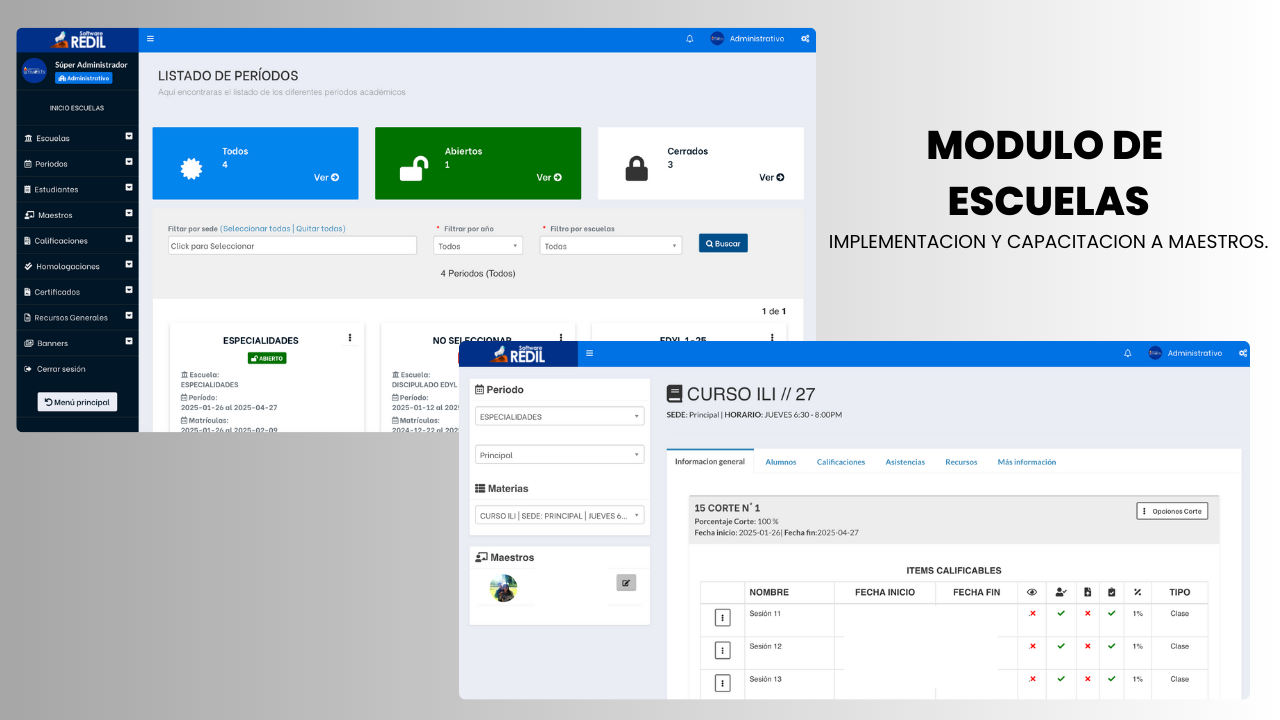 Software
REDIL
Administrativo
Súper Administrador
Administrativo
INICIO ESCUELAS
Escuelas
Periodos
Estudiantes
Maestros
Calificaciones
Homologaciones
Certificados
Recursos Generales
Banners
Cerrar sesión
Menú principal
LISTADO DE PERÍODOS
Aquí encontraras el listado de los diferentes periodos académicos
Todos
4
Ver
Abiertos
1
Ver
Cerrados
3
Ver
Filtar por sede (Seleccionar todas | Quitar todas)
Click para Seleccionar
* Filtrar por año
Todos
* Filtro por escuelas
Todas
Buscar
4 Periodos (Todos)
1 de 1
ESPECIALIDADES
ABIERTO
Escuela:
ESPECIALIDADES
Período:
2025-01-26 al 2025-04-27
Matrículas:
2025-01-26 al 2025-02-09
NO SELECCIONAR
Escuela:
DISCIPULADO EDYL
Período:
2025-01-12 al 202
Matrículas:
2024-12-22 al 202
EDYL 1-25
MODULO DE
ESCUELAS
IMPLEMENTACION Y CAPACITACION A MAESTROS.
Software
REDIL
Administrativo
Periodo
ESPECIALIDADES
Principal
Materias
CURSO ILI | SEDE: PRINCIPAL | JUEVES 6...
Maestros
CURSO ILI // 27
SEDE: Principal | HORARIO: JUEVES 6:30 - 8:00PM
Informacion general Alumnos Calificaciones Asistencias Recursos Más información
15 CORTE N° 1
Porcentaje Corte: 100 %
Fecha inicio: 2025-01-26| Fecha fin:2025-04-27
Opciones Corte
ITEMS CALIFICABLES
NOMBRE FECHA INICIO FECHA FIN % TIPO
Sesión 11 1% Clase
Sesión 12 1% Clase
Sesión 13 1% Clase